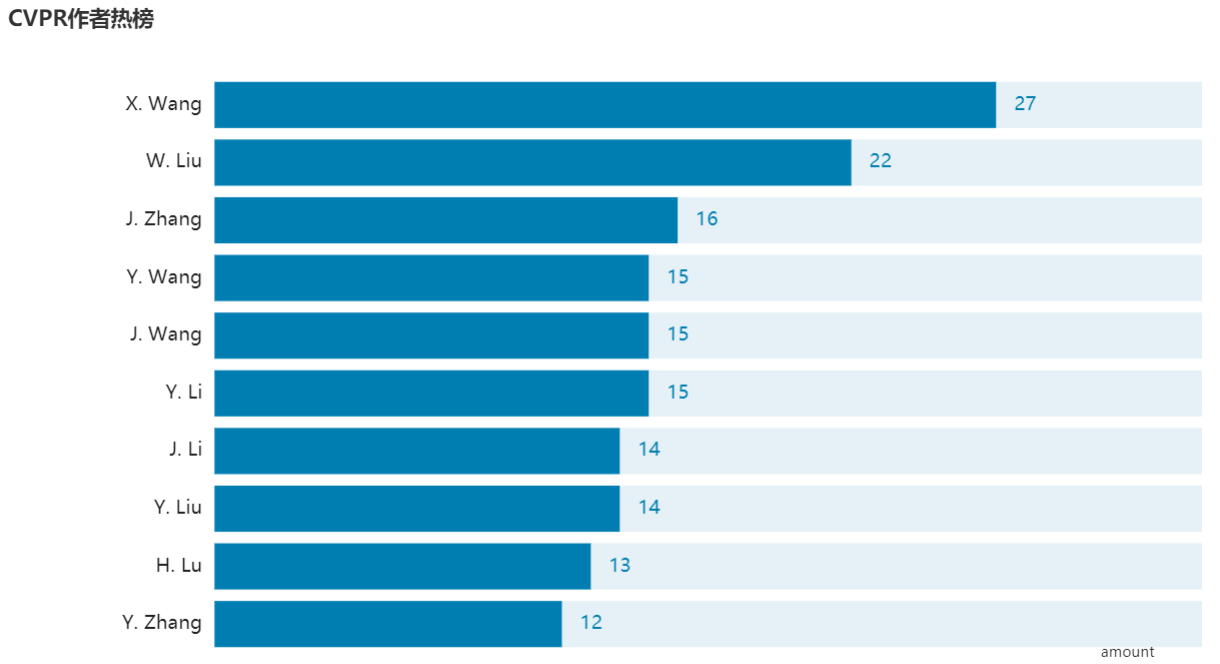 CVPR作者热榜
X. Wang 27
W. Liu 22
J. Zhang 16
Y. Wang 15
J. Wang 15
Y. Li 15
J. Li 14
Y. Liu 14
H. Lu 13
Y. Zhang 12
amount